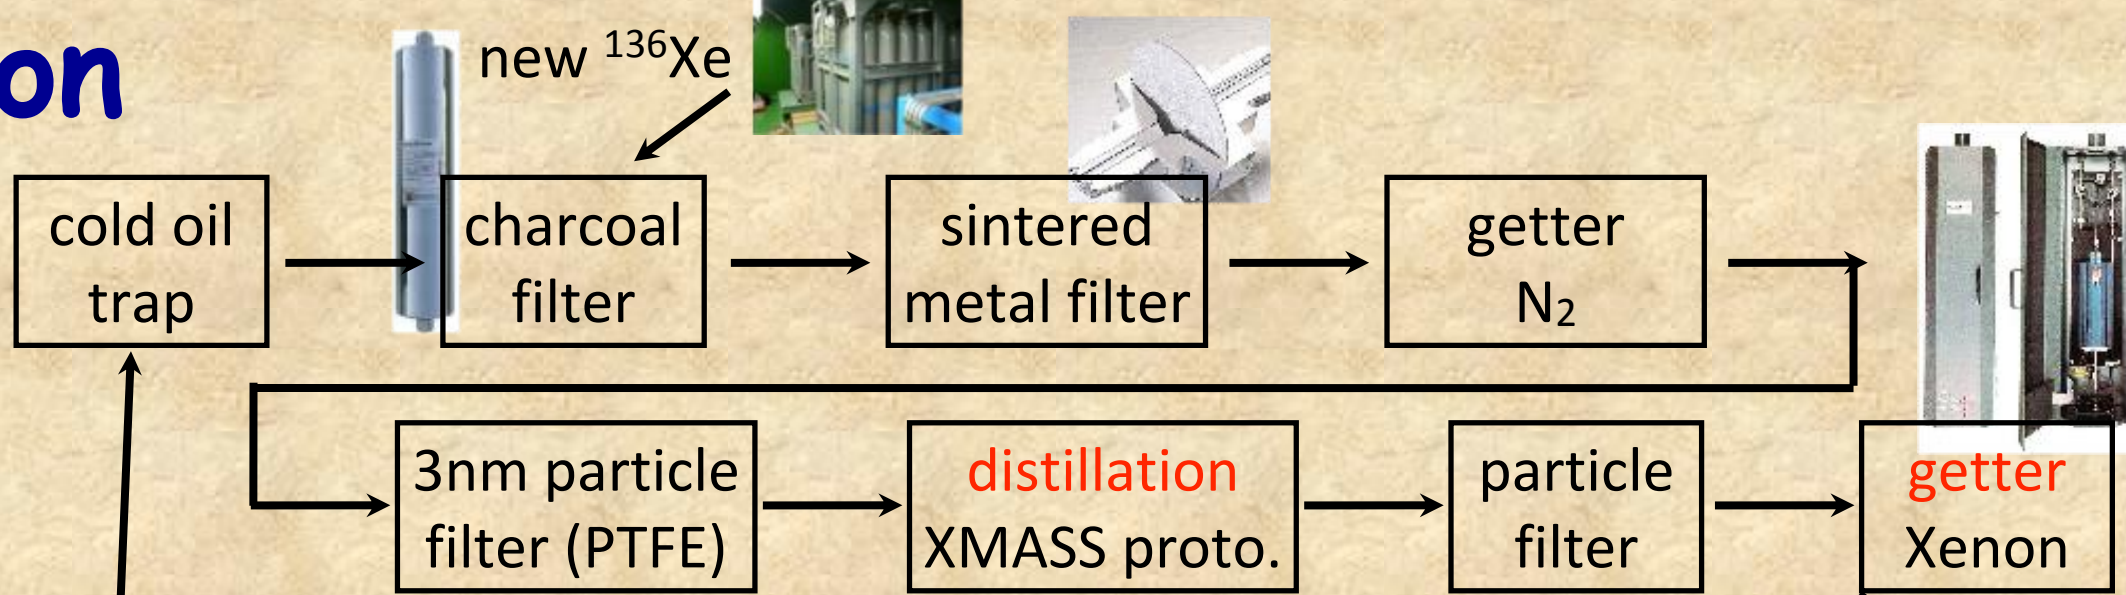 on
new ¹³⁶Xe
cold oil
trap
charcoal
filter
sintered
metal filter
getter
N₂
3nm particle
filter (PTFE)
distillation
XMASS proto.
particle
filter
getter
Xenon